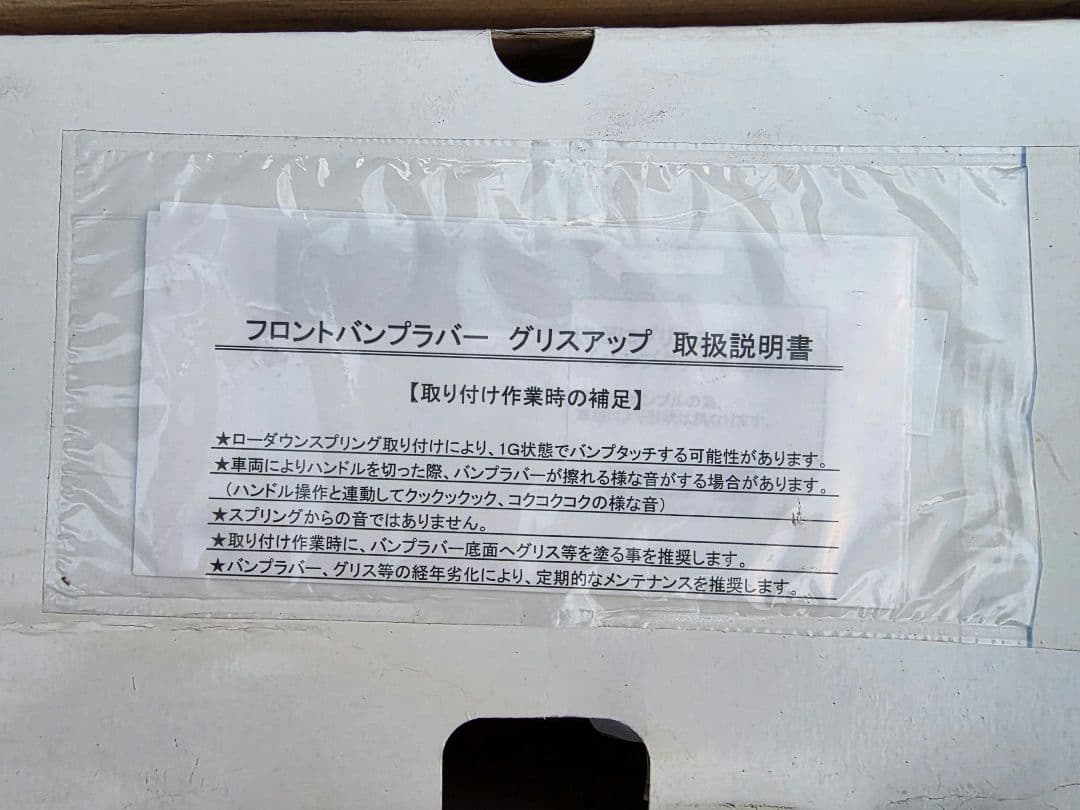 フロントバンプラバー　グリスアップ　取扱説明書
【取り付け作業時の補足】
★ローダウンスプリング取り付けにより、1G状態でバンプタッチする可能性があります。
★車両によりハンドルを切った際、バンプラバーが擦れる様な音がする場合があります。
（ハンドル操作と連動してクックックック、コクコクコクの様な音）
★スプリングからの音ではありません。
★取り付け作業時に、バンプラバー底面へグリス等を塗る事を推奨します。
★バンプラバー、グリス等の経年劣化により、定期的なメンテナンスを推奨します。